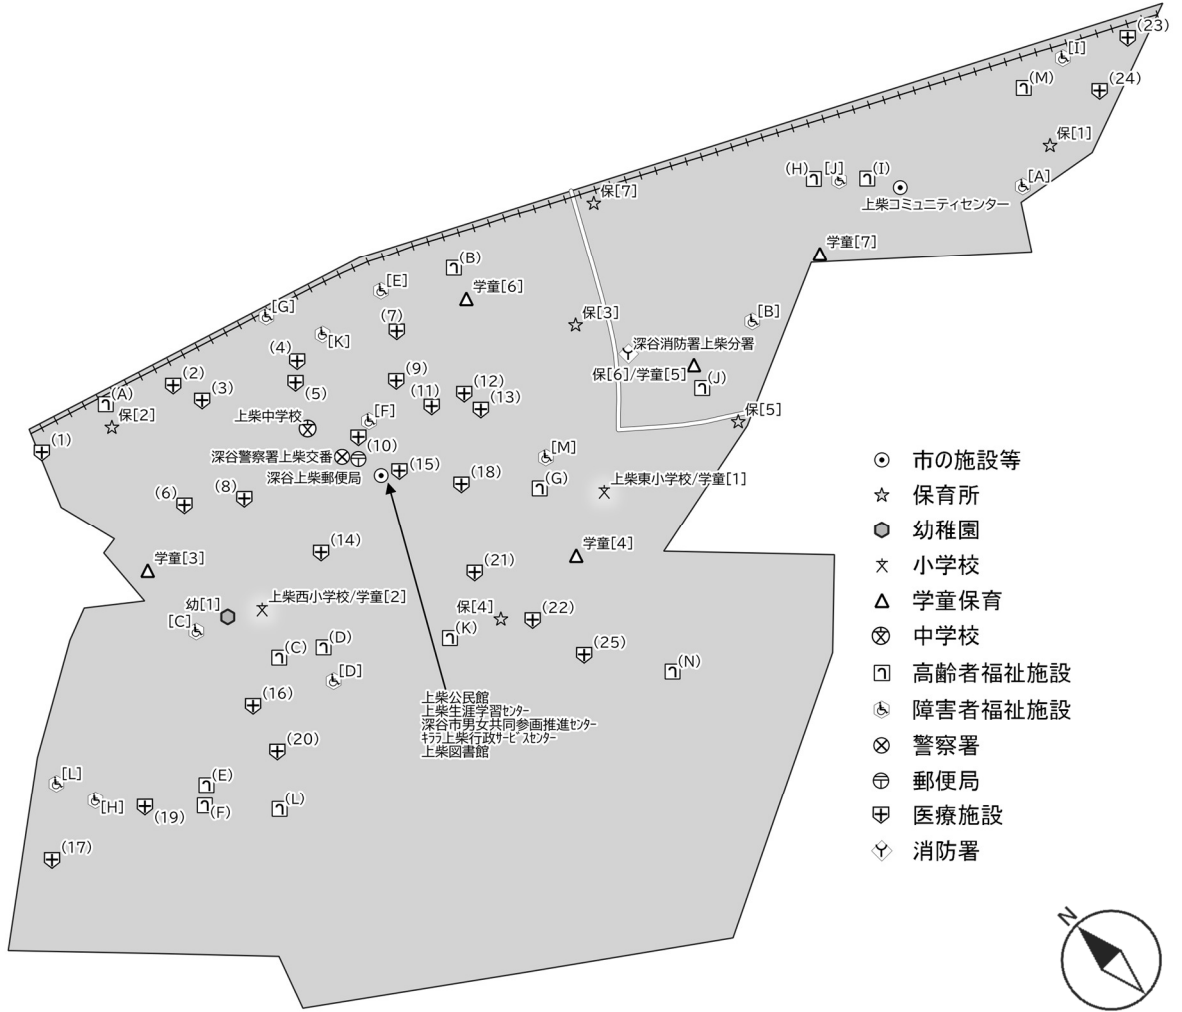 (23)
[I]
(M)
(24)
保[1]
(H)
[J]
(I)
[A]
上柴コミュニティセンター
保[7]
学童[7]
(B)
[E]
学童[6]
[G]
保[3]
[B]
(7)
[K]
深谷消防署上柴分署
(4)
保[6]/学童[5]
(J)
(2)
(9)
(3)
(5)
(12)
(A)
(11)
(13)
保[2]
上柴中学校
[F]
保[5]
(1)
(10)
[M]
深谷警察署上柴交番
深谷上柴郵便局
(15)
(18)
(G)
上柴東小学校/学童[1]
(6)
(8)
(14)
学童[3]
学童[4]
(21)
幼[1]
上柴西小学校/学童[2]
保[4]
(22)
[C]
(K)
(C)
(D)
(25)
(N)
[D]
(16)
上柴公民館
上柴生涯学習ｾﾝﾀｰ
深谷市男女共同参画推進ｾﾝﾀｰ
ｷﾗﾗ上柴行政ｻｰﾋﾞｽｾﾝﾀｰ
上柴図書館
(20)
[L]
(E)
[H]
(19)
(F)
(L)
(17)
市の施設等
保育所
幼稚園
小学校
学童保育
中学校
高齢者福祉施設
障害者福祉施設
警察署
郵便局
医療施設
消防署
N